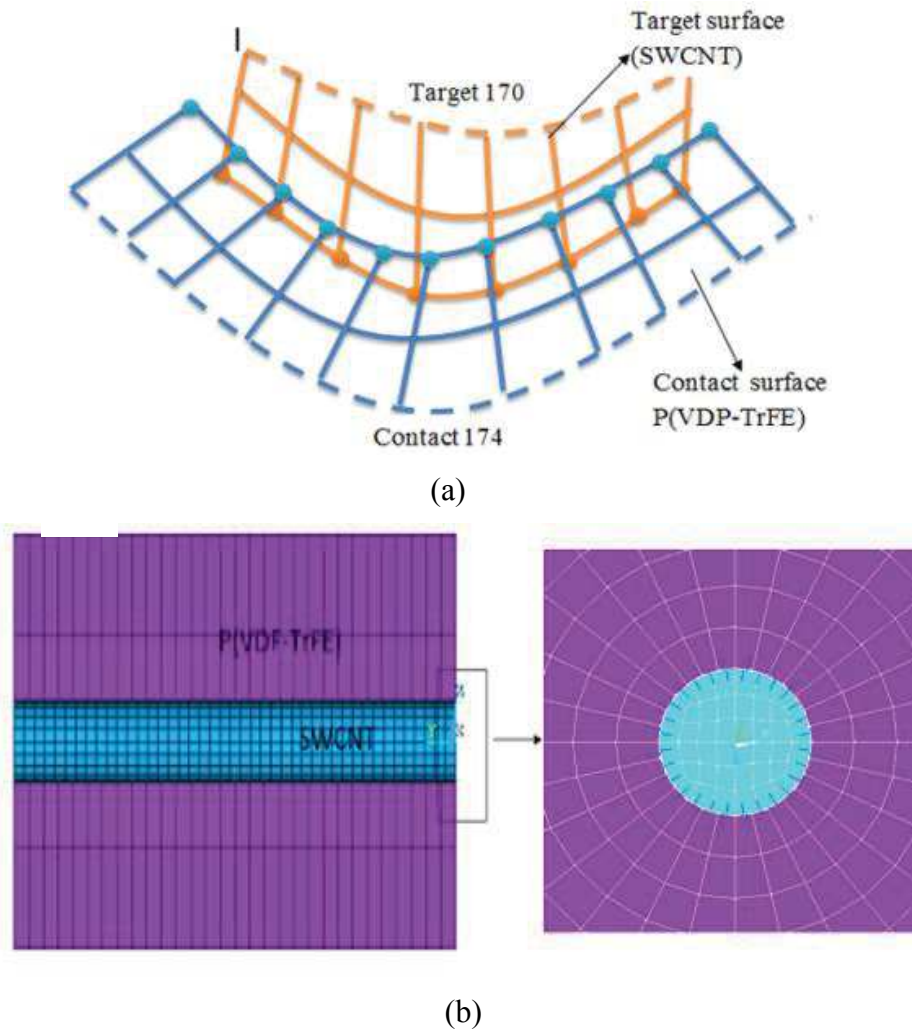 Target surface
(SWCNT)
Target 170
Contact surface
P(VDP-TrFE)
Contact 174
(a)
P(VDF-TrFE)
SWCNT
(b)